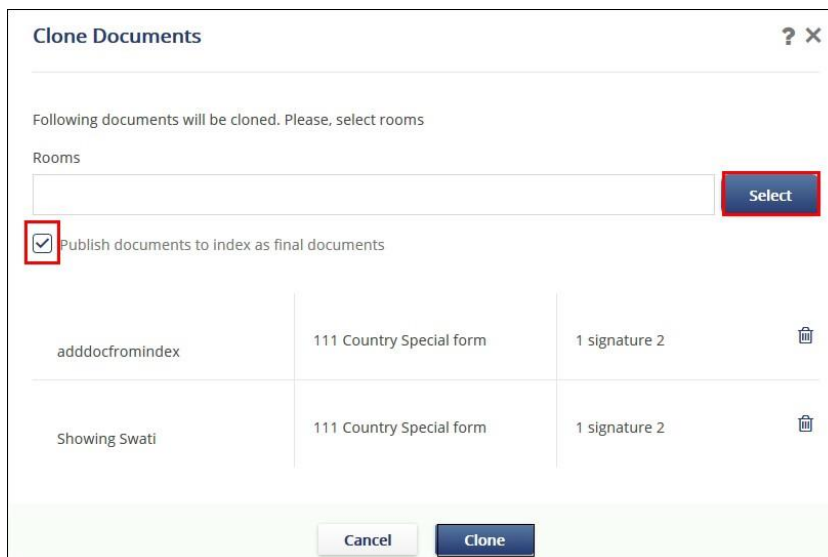 Clone Documents
?
Following documents will be cloned. Please, select rooms
Rooms
Select
Publish documents to index as final documents
adddocfromindex 111 Country Special form 1 signature 2
Showing Swati 111 Country Special form 1 signature 2
Cancel Clone